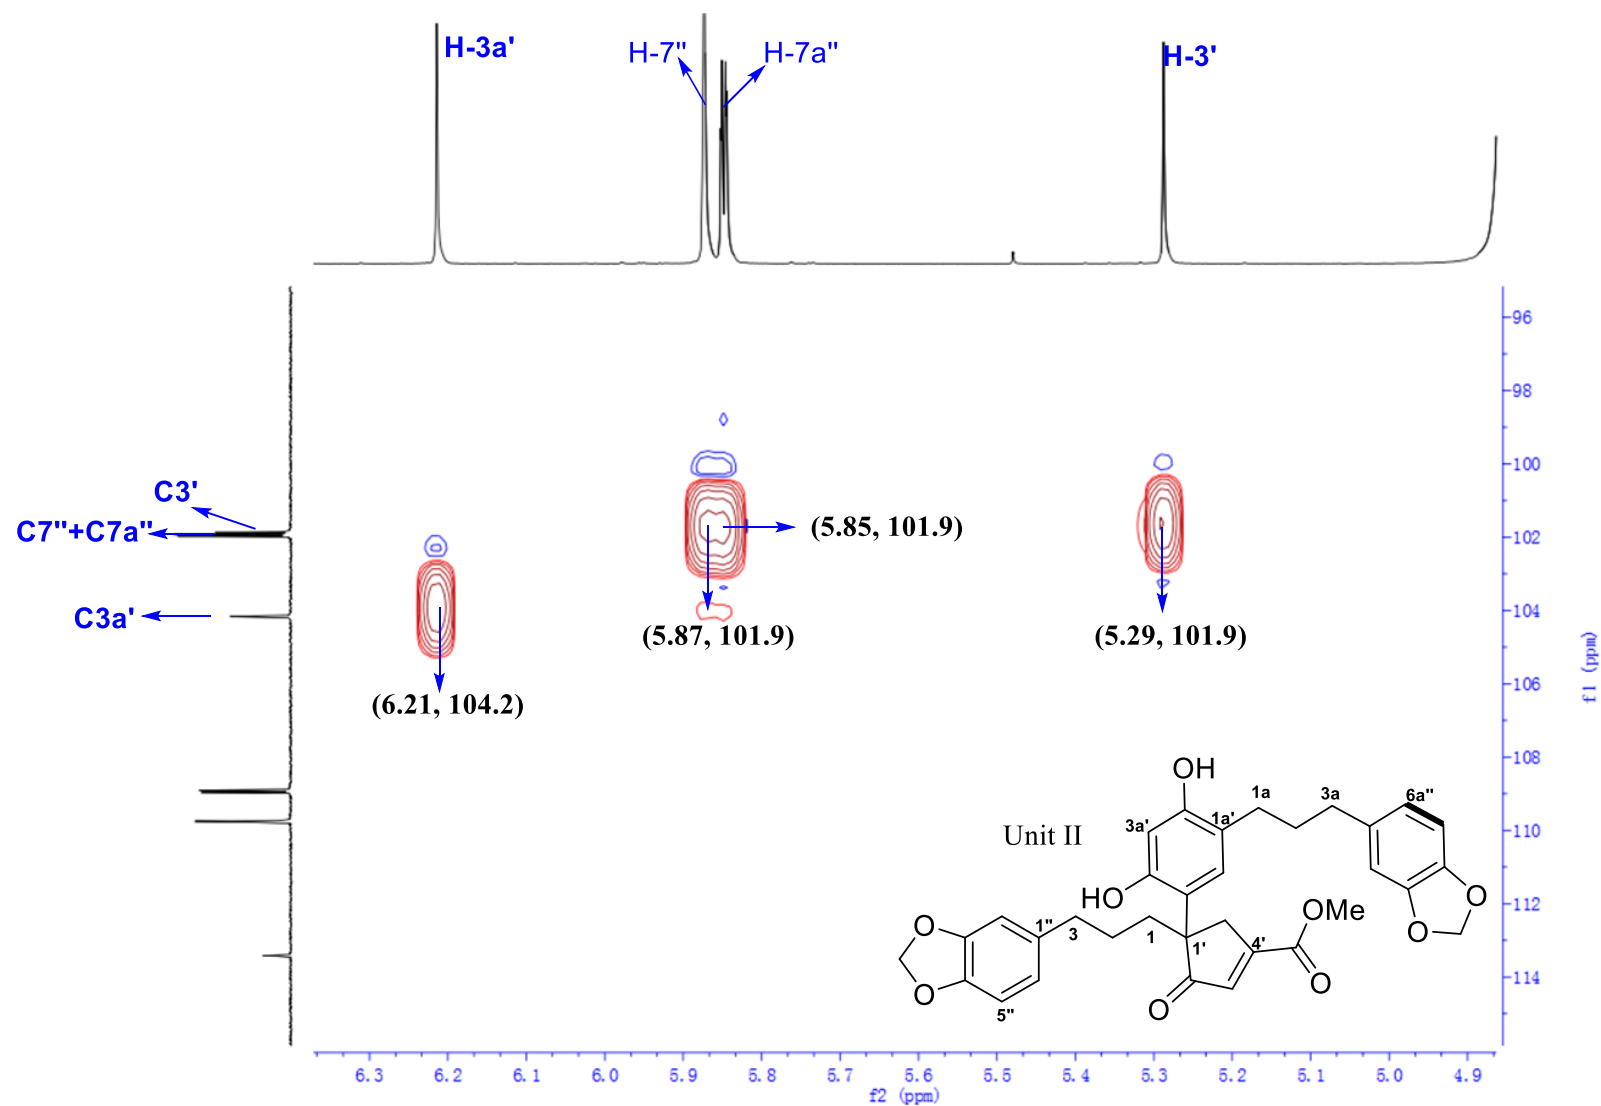 H-3a'
H-7''
H-7a''
H-3'
C3'
C7''+C7a''
C3a'
(5.85, 101.9)
(5.87, 101.9)
(5.29, 101.9)
(6.21, 104.2)
96
98
100
102
104
106
108
110
112
114
f1 (ppm)
Unit II
OH
1a
3a
6a''
3a'
1a'
HO
O
O
1''
3
1
1'
4'
OMe
O
O
O
O
O
5''
6.3
6.2
6.1
6.0
5.9
5.8
5.7
5.6
5.5
5.4
5.3
5.2
5.1
5.0
4.9
f2 (ppm)